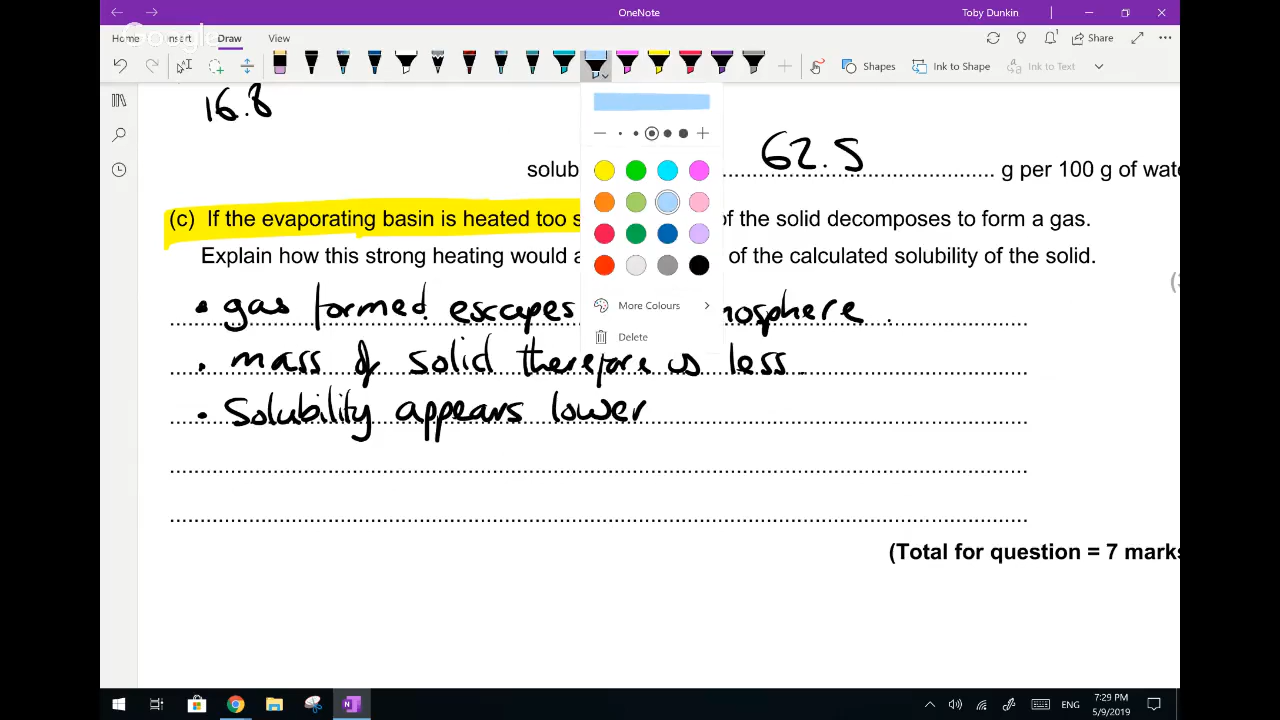 OneNote
Toby Dunkin
Home Insert Draw View
Google
Share
Shapes Ink to Shape Ink to Text
16.8
62.5
solub g per 100 g of wate
(c) If the evaporating basin is heated too s of the solid decomposes to form a gas.
Explain how this strong heating would a of the calculated solubility of the solid.
• gas formed escapes mosphere.
• mass of solid therefore is less.
• Solubility appears lower
(Total for question = 7 marks
More Colours
Delete
ENG
7:29 PM
5/9/2019